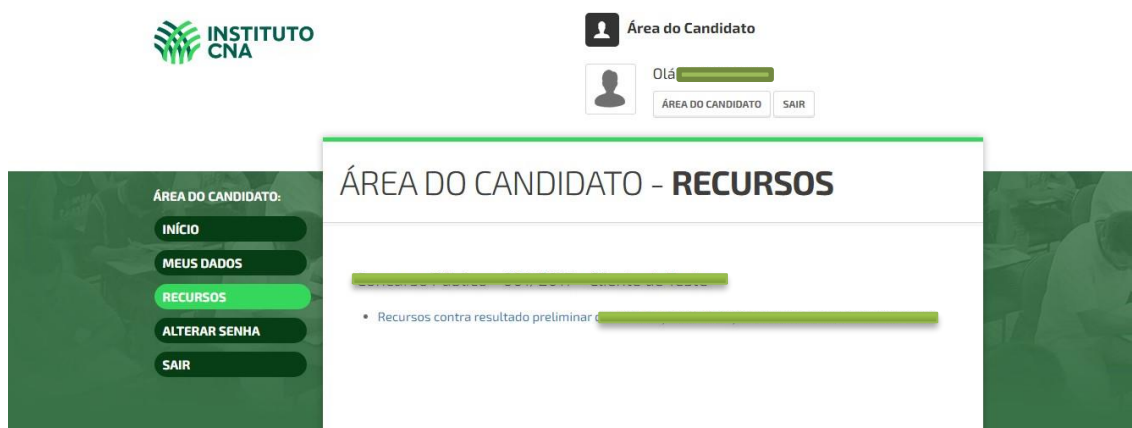 INSTITUTO
CNA
Área do Candidato
Olá
ÁREA DO CANDIDATO
SAIR
ÁREA DO CANDIDATO - RECURSOS
ÁREA DO CANDIDATO:
INÍCIO
MEUS DADOS
RECURSOS
ALTERAR SENHA
SAIR
Recursos contra resultado preliminar